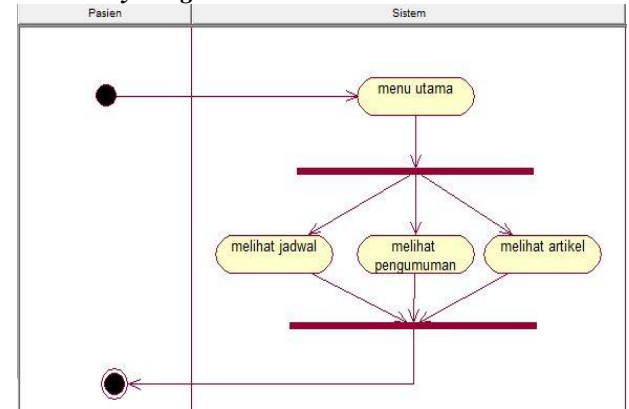 Pasien
Sistem
menu utama
melihat jadwal
melihat
pengumuman
melihat artikel